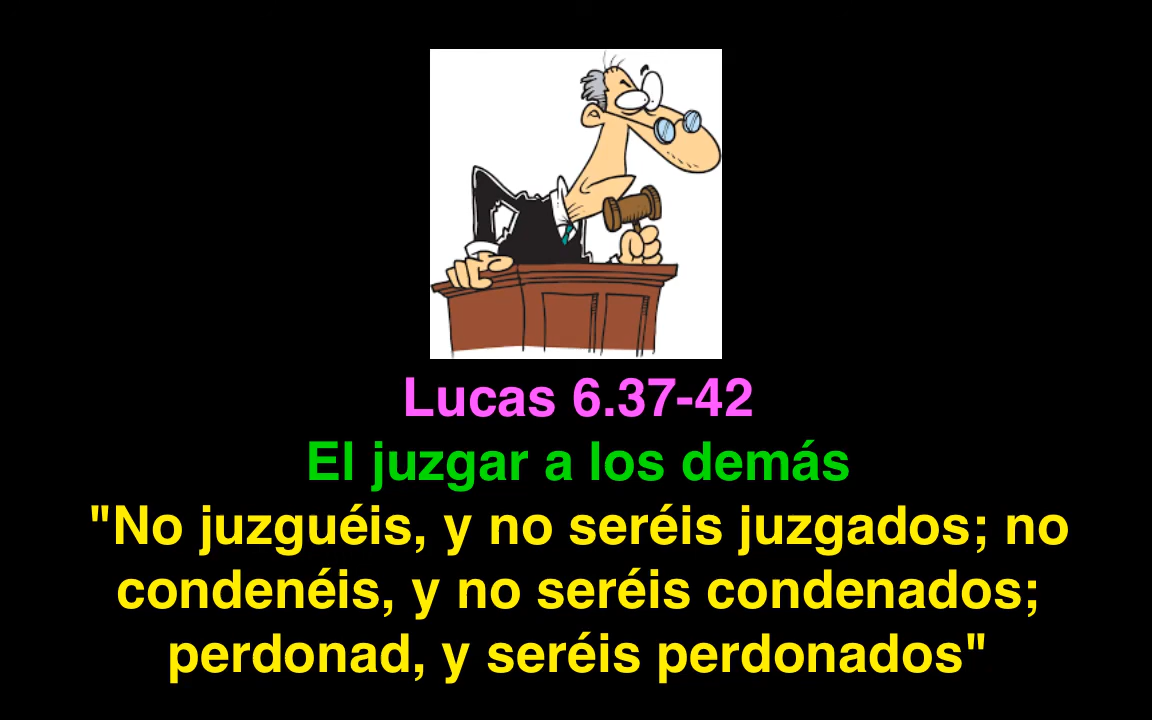 Lucas 6.37-42
El juzgar a los demás
"No juzguéis, y no seréis juzgados; no
condenéis, y no seréis condenados;
perdonad, y seréis perdonados"